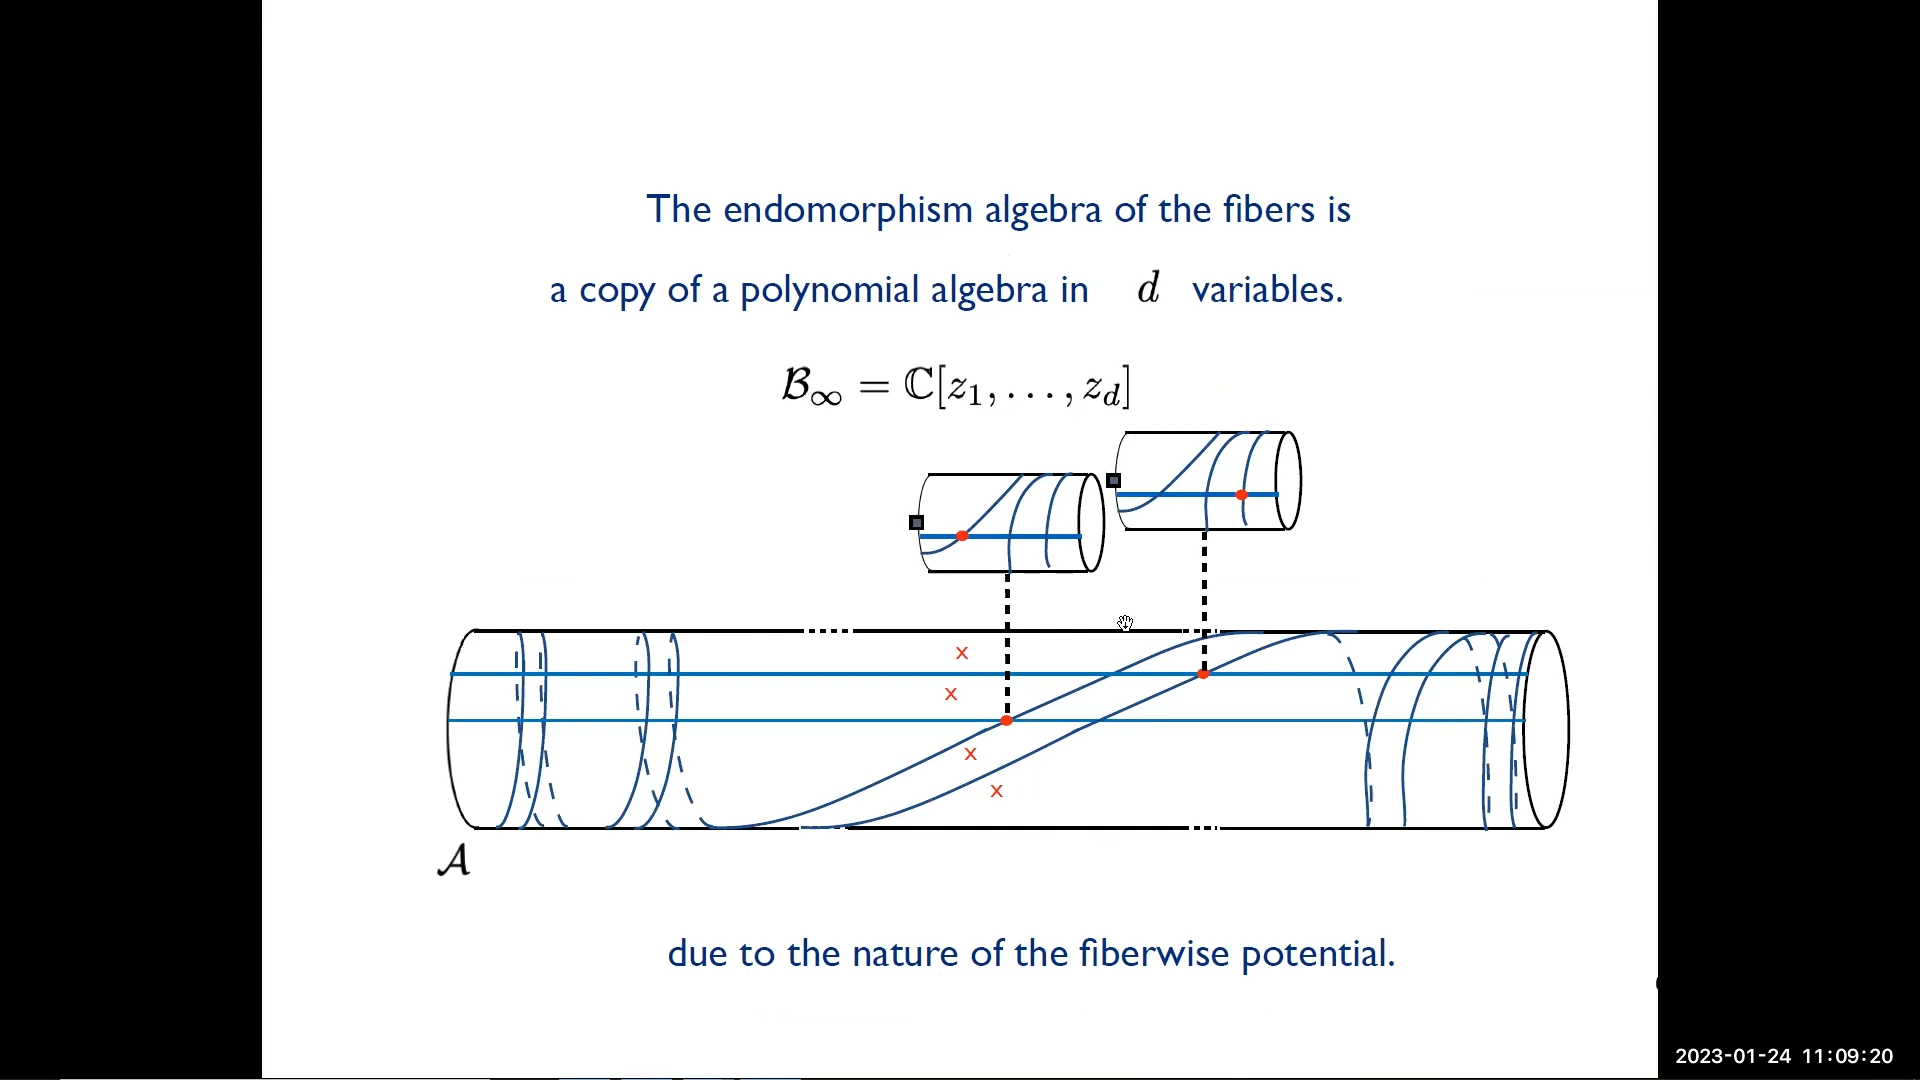 The endomorphism algebra of the fibers is
a copy of a polynomial algebra in d variables.
ℬ∞ = ℂ[z₁, . . . , z_d]
x
x
x
x
𝒜
due to the nature of the fiberwise potential.
2023-01-24 11:09:20